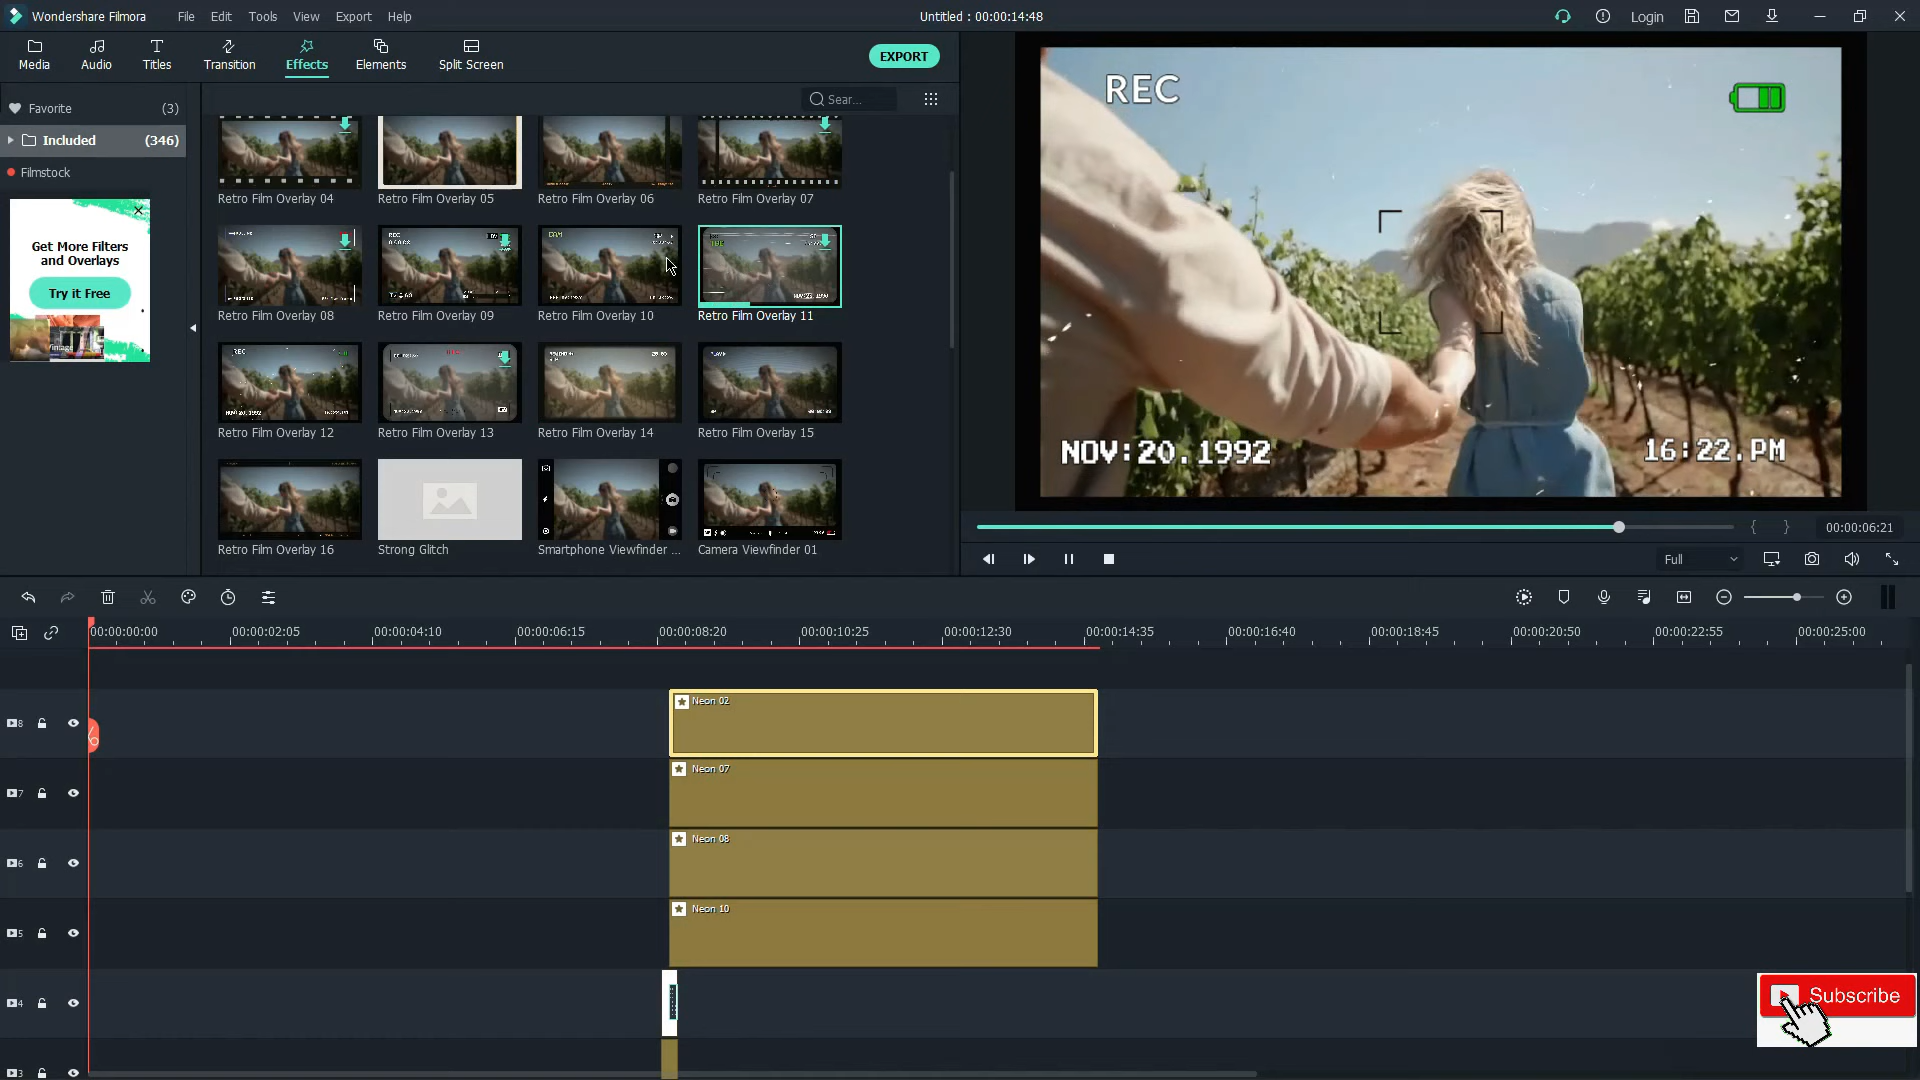 Wondershare Filmora
File Edit Tools View Export Help
Untitled : 00:00:14:48
Login
Media Audio Titles Transition Effects Elements Split Screen
EXPORT
Favorite (3)
Included (346)
Filmstock
Get More Filters
and Overlays
Try it Free
Sear...
Retro Film Overlay 04
Retro Film Overlay 05
Retro Film Overlay 06
Retro Film Overlay 07
Retro Film Overlay 08
Retro Film Overlay 09
Retro Film Overlay 10
Retro Film Overlay 11
Retro Film Overlay 12
Retro Film Overlay 13
Retro Film Overlay 14
Retro Film Overlay 15
Retro Film Overlay 16
Strong Glitch
Smartphone Viewfinder ...
Camera Viewfinder 01
REC
NOV:20.1992
16:22.PM
00:00:06:21
Full
00:00:00:00 00:00:02:05 00:00:04:10 00:00:06:15 00:00:08:20 00:00:10:25 00:00:12:30 00:00:14:35 00:00:16:40 00:00:18:45 00:00:20:50 00:00:22:55 00:00:25:00
8
Neon 02
7
Neon 07
6
Neon 08
5
Neon 10
4
3
Subscribe